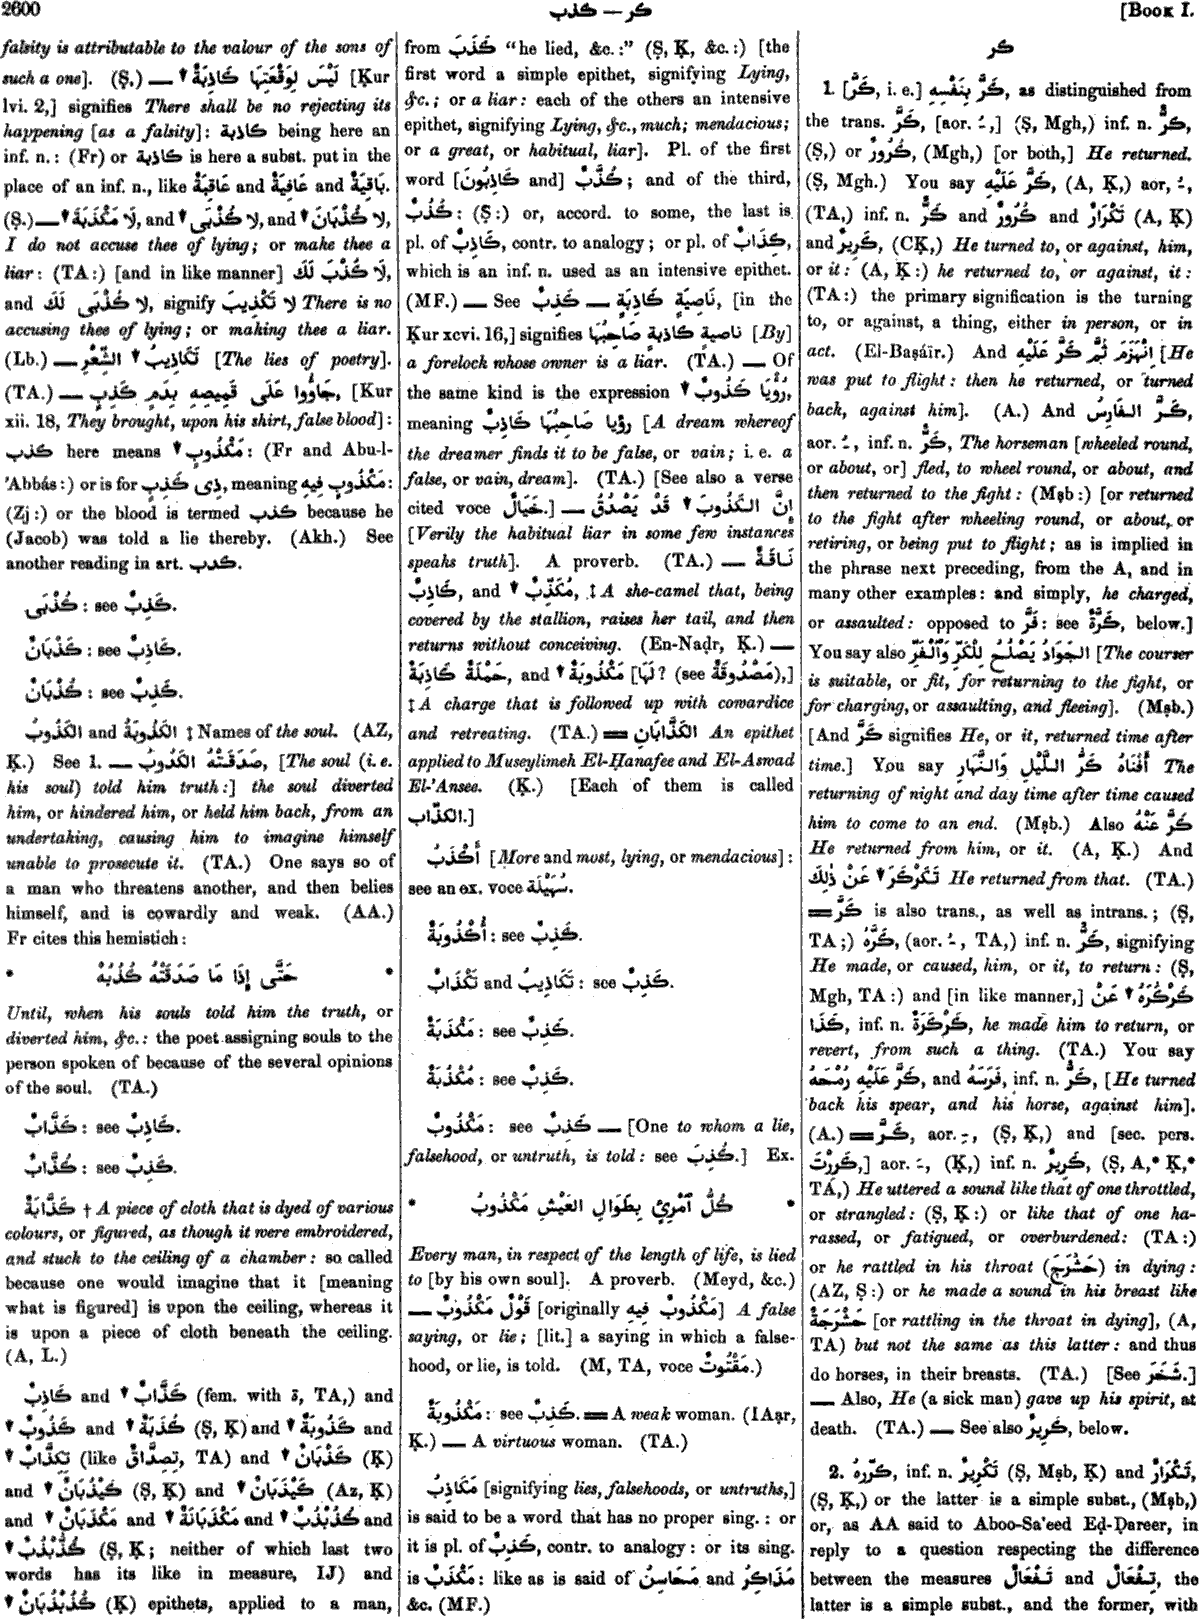 2600
كذب — كر
[Book I.
falsity is attributable to the valour of the sons of
such a one]. (Ṣ.) — لَيْسَ لِوَقْعَتِهَا كَاذِبَةٌ ▼ [Ḳur
lvi. 2,] signifies There shall be no rejecting its
happening [as a falsity]: كاذبة being here an
inf. n.: (Fr) or كاذبة is here a subst. put in the
place of an inf. n., like عَاقِبَةٌ and عَافِيَةٌ and بَاقِيَةٌ.
(Ṣ.) — لَا مَكْذَبَةَ ▼, and لا كُذْبَى ▼, and لا كُذْبَانَ ▼,
I do not accuse thee of lying; or make thee a
liar: (TA:) [and in like manner] لَا كَذْبَ لَكَ,
and لا كُذْبَى لَكَ, signify لا تَكْذِيبَ There is no
accusing thee of lying; or making thee a liar.
(Lb.) — تَكَاذِيبُ ▼ الشِّعْرِ [The lies of poetry].
(TA.) — جَاؤُوا عَلَى قَمِيصِهِ بِدَمٍ كَذِبٍ, [Ḳur
xii. 18, They brought, upon his shirt, false blood]:
كذب here means مَكْذُوبٍ ▼: (Fr and Abu-l-
'Abbás:) or is for ذِى كَذِبٍ, meaning مَكْذُوبٍ فيهِ:
(Zj:) or the blood is termed كذب because he
(Jacob) was told a lie thereby. (Akh.) See
another reading in art. كدب.
كُذْبَى: see كَذِبٌ.
كَذْبَانٌ: see كَاذِبٌ.
كُذْبَانٌ: see كَذِبٌ.
الكَذُوبُ and الكَذُوبَةُ ‡ Names of the soul. (AZ,
Ḳ.) See 1. — صَدَقَتْهُ الكَذُوبُ, [The soul (i. e.
his soul) told him truth:] the soul diverted
him, or hindered him, or held him back, from an
undertaking, causing him to imagine himself
unable to prosecute it. (TA.) One says so of
a man who threatens another, and then belies
himself, and is cowardly and weak. (AA.)
Fr cites this hemistich:
* حَتَّى إِذَا مَا صَدَقَتْهُ كُذُبُهْ *
Until, when his souls told him the truth, or
diverted him, &c.: the poet assigning souls to the
person spoken of because of the several opinions
of the soul. (TA.)
كَذَّابٌ: see كَاذِبٌ.
كُذَّابٌ: see كَذِبٌ.
كَذَّابَةٌ † A piece of cloth that is dyed of various
colours, or figured, as though it were embroidered,
and stuck to the ceiling of a chamber: so called
because one would imagine that it [meaning
what is figured] is upon the ceiling, whereas it
is upon a piece of cloth beneath the ceiling.
(A, L.)
كَاذِبٌ and كَذَّابٌ ▼ (fem. with ة, TA,) and
كَذُوبٌ ▼ and كُذَبَةٌ ▼ (Ṣ, Ḳ) and كَذُوبَةٌ ▼ and
تِكِذَّابٌ ▼ (like تِصِدَّاقٌ, TA) and كَذْبَانُ ▼ (Ḳ)
and كَيْذُبَانٌ ▼ (Ṣ, Ḳ) and كَيْذَبَانٌ ▼ (Az, Ḳ)
and مَكْذَبَانٌ ▼ and مَكْذَبَانَةٌ ▼ and كُذُبْذُبٌ ▼ and
كُذُّبْذُبٌ ▼ (Ṣ, Ḳ; neither of which last two
words has its like in measure, IJ) and
كُذُبْذُبَانٌ ▼ (Ḳ) epithets, applied to a man,
from كَذَبَ "he lied, &c.:" (Ṣ, Ḳ, &c.:) [the
first word a simple epithet, signifying Lying,
&c.; or a liar: each of the others an intensive
epithet, signifying Lying, &c., much; mendacious;
or a great, or habitual, liar]. Pl. of the first
word [كَاذِبُونَ and] كُذَّبٌ; and of the third,
كُذُبٌ: (Ṣ:) or, accord. to some, the last is
pl. of كَاذِبٌ, contr. to analogy; or pl. of كِذَابٌ,
which is an inf. n. used as an intensive epithet.
(MF.) — See كَذِبٌ — نَاصِيَةٍ كَاذِبَةٍ, [in the
Ḳur xcvi. 16,] signifies ناصيةٍ كاذبةٍ صَاحِبُهَا [By]
a forelock whose owner is a liar. (TA.) — Of
the same kind is the expression رُؤْيَا كَذُوبٌ ▼,
meaning رؤيا صَاحِبُهَا كَاذِبٌ [A dream whereof
the dreamer finds it to be false, or vain; i. e. a
false, or vain, dream]. (TA.) [See also a verse
cited voce خَيَالٌ.] — إِنَّ الكَذُوبَ ▼ قَدْ يَصْدُقُ
[Verily the habitual liar in some few instances
speaks truth]. A proverb. (TA.) — نَاقَةٌ
كَاذِبٌ, and مُكَذِّبٌ ▼, ‡ A she-camel that, being
covered by the stallion, raises her tail, and then
returns without conceiving. (En-Naḍr, Ḳ.) —
حَمْلَةٌ كَاذِبَةٌ, and مَكْذُوبَةٌ ▼ [لَهَا? (see مَصْدُوقَةٌ),]
‡ A charge that is followed up with cowardice
and retreating. (TA.) ═ الكَذَّابَانِ An epithet
applied to Museylimeh El-Ḥanafee and El-Aswad
El-'Ansee. (Ḳ.) [Each of them is called
الكذّاب.]
أَكْذَبُ [More and most, lying, or mendacious]:
see an ex. voce سُهَيْلَة.
أُكْذُوبَةٌ: see كَذِبٌ.
تَكْذَابٌ and تَكَاذِيبُ: see كَذِبٌ.
مَكْذَبَةٌ: see كَذِبٌ.
مَكْذُبَةٌ: see كَذِبٌ.
مَكْذُوبٌ: see كَذِبٌ — [One to whom a lie,
falsehood, or untruth, is told: see كُذِبَ.] Ex.
* كُلُّ ٱمْرِئٍ بِطَوَالِ العَيْشِ مَكْذُوبُ *
Every man, in respect of the length of life, is lied
to [by his own soul]. A proverb. (Meyd, &c.)
— قَوْلٌ مَكْذُوبٌ [originally مَكْذُوبٌ فِيهِ] A false
saying, or lie; [lit.] a saying in which a false-
hood, or lie, is told. (M, TA, voce مَقْتُوتٌ.)
مَكْذُوبَةٌ: see كَذِبٌ. ═ A weak woman. (IAạr,
Ḳ.) — A virtuous woman. (TA.)
مَكَاذِبُ [signifying lies, falsehoods, or untruths,]
is said to be a word that has no proper sing.: or
it is pl. of كَذِبٌ, contr. to analogy: or its sing.
is مَكْذَبٌ: like as is said of مَحَاسِنُ and مَذَاكِرُ
&c. (MF.)
كر
1. [كَرَّ, i. e.] كَرَّ بِنَفْسِهِ, as distinguished from
the trans. كَرَّ, [aor. ـُ,] (Ṣ, Mgh,) inf. n. كَرٌّ,
(Ṣ,) or كُرُورٌ, (Mgh,) [or both,] He returned.
(Ṣ, Mgh.) You say كَرَّ عَلَيْهِ, (A, Ḳ,) aor, ـُ,
(TA,) inf. n. كَرٌّ and كُرُورٌ and تَكْرَارٌ (A, Ḳ)
and كَرِيرٌ, (CḲ,) He turned to, or against, him,
or it: (A, Ḳ:) he returned to, or against, it:
(TA:) the primary signification is the turning
to, or against, a thing, either in person, or in
act. (El-Baṣáïr.) And اِنْهَزَمَ ثُمَّ كَرَّ عَلَيْهِ [He
was put to flight: then he returned, or turned
back, against him]. (A.) And كَرَّ الفَارِسُ,
aor. ـُ, inf. n. كَرٌّ, The horseman [wheeled round,
or about, or] fled, to wheel round, or about, and
then returned to the fight: (Mṣb:) [or returned
to the fight after wheeling round, or about, or
retiring, or being put to flight; as is implied in
the phrase next preceding, from the A, and in
many other examples: and simply, he charged,
or assaulted: opposed to فَرَّ: see كَرَّةٌ, below.]
You say also الجَوَادُ يَصْلُحُ لِلْكَرِّ وَٱلْفَرِّ [The courser
is suitable, or fit, for returning to the fight, or
for charging, or assaulting, and fleeing]. (Mṣb.)
[And كَرَّ signifies He, or it, returned time after
time.] You say أَفْنَاهُ كَرُّ اللَّيْلِ وَالنَّهَارِ The
returning of night and day time after time caused
him to come to an end. (Mṣb.) Also كَرَّ عَنْهُ
He returned from him, or it. (A, Ḳ.) And
تَكَرْكَرَ ▼ عَنْ ذٰلِكَ He returned from that. (TA.)
═ كَرَّ is also trans., as well as intrans.; (Ṣ,
TA;) كَرَّهُ, (aor. ـُ, TA,) inf. n. كَرٌّ, signifying
He made, or caused, him, or it, to return: (Ṣ,
Mgh, TA:) and [in like manner,] كَرْكَرَهُ ▼ عَنْ
كَذَا, inf. n. كَرْكَرَةٌ, he made him to return, or
revert, from such a thing. (TA.) You say
كَرَّ عَلَيْهِ رُمْحَهُ, and فَرَسَهُ, inf. n. كَرٌّ, [He turned
back his spear, and his horse, against him].
(A.) ═ كَرَّ, aor. ـِ, (Ṣ, Ḳ,) and [sec. pers.
كَرِرْتَ,] aor. ـَ, (Ḳ,) inf. n. كَرِيرٌ, (Ṣ, A,* Ḳ,*
TA,) He uttered a sound like that of one throttled,
or strangled: (Ṣ, Ḳ:) or like that of one ha-
rassed, or fatigued, or overburdened: (TA:)
or he rattled in his throat (حَشْرَجَ) in dying:
(AZ, Ṣ:) or he made a sound in his breast like
حَشْرَجَةٌ [or rattling in the throat in dying], (A,
TA) but not the same as this latter: and thus
do horses, in their breasts. (TA.) [See شَخَرَ.]
— Also, He (a sick man) gave up his spirit, at
death. (TA.) — See also كَرِيرٌ, below.
2. كَرَّرهُ, inf. n. تَكْرِيرٌ (Ṣ, Mṣb, Ḳ) and تَكْرَارٌ,
(Ṣ, Ḳ,) or the latter is a simple subst., (Mṣb,)
or, as AA said to Aboo-Sa'eed Eḍ-Ḍareer, in
reply to a question respecting the difference
between the measures تَفْعَالٌ and تِفْعَالٌ, the
latter is a simple subst., and the former, with